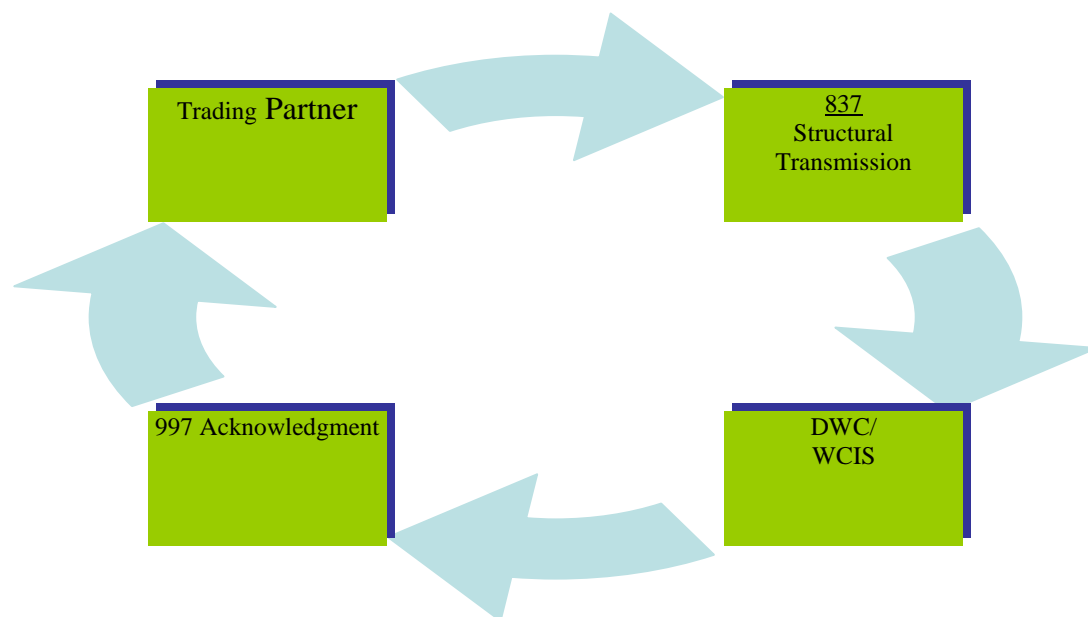 Trading Partner
837
Structural
Transmission
997 Acknowledgment
DWC/
WCIS